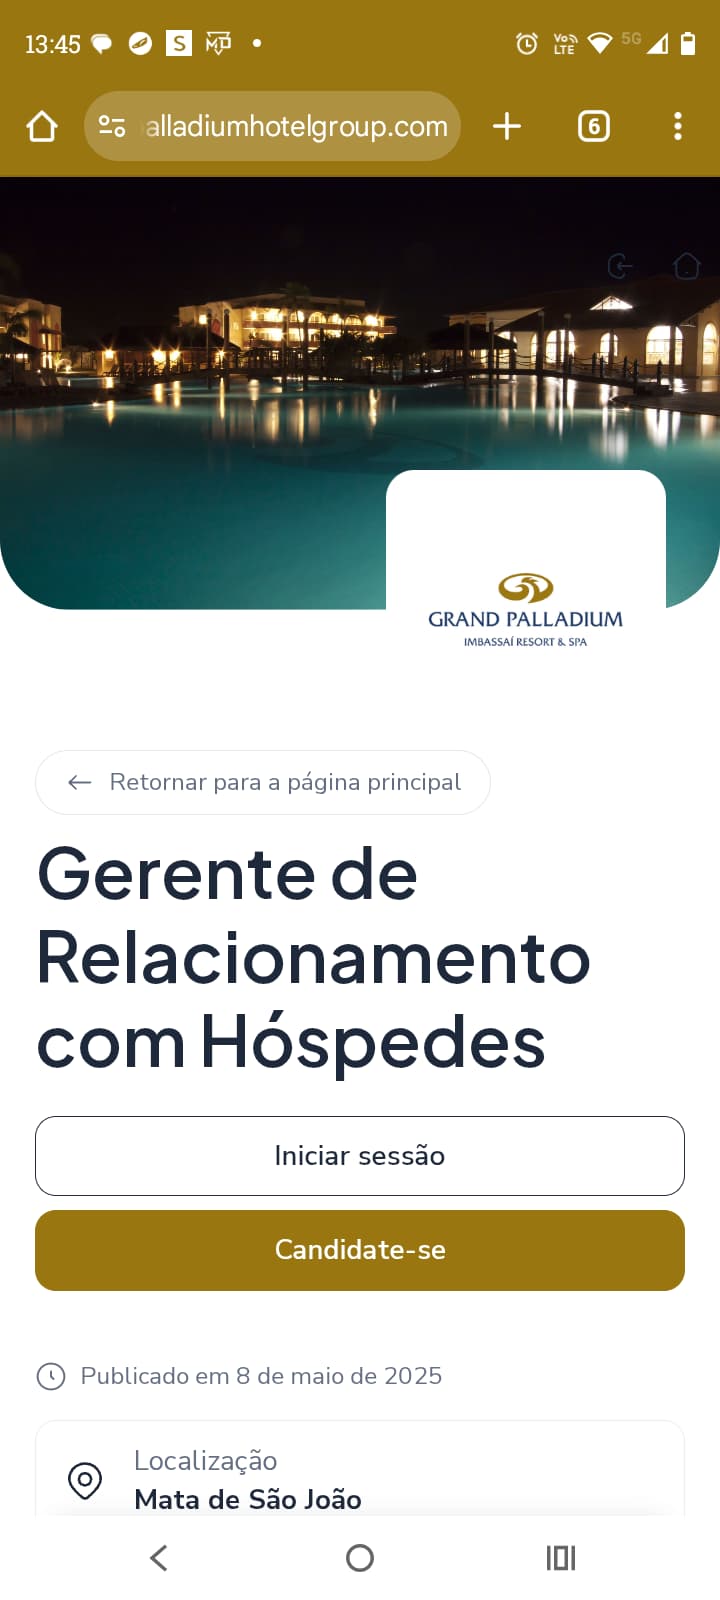 13:45
S
VoLTE
5G
alladiumhotelgroup.com
6
GRAND PALLADIUM
IMBASSAÍ RESORT & SPA
Retornar para a página principal
Gerente de
Relacionamento
com Hóspedes
Iniciar sessão
Candidate-se
Publicado em 8 de maio de 2025
Localização
Mata de São João